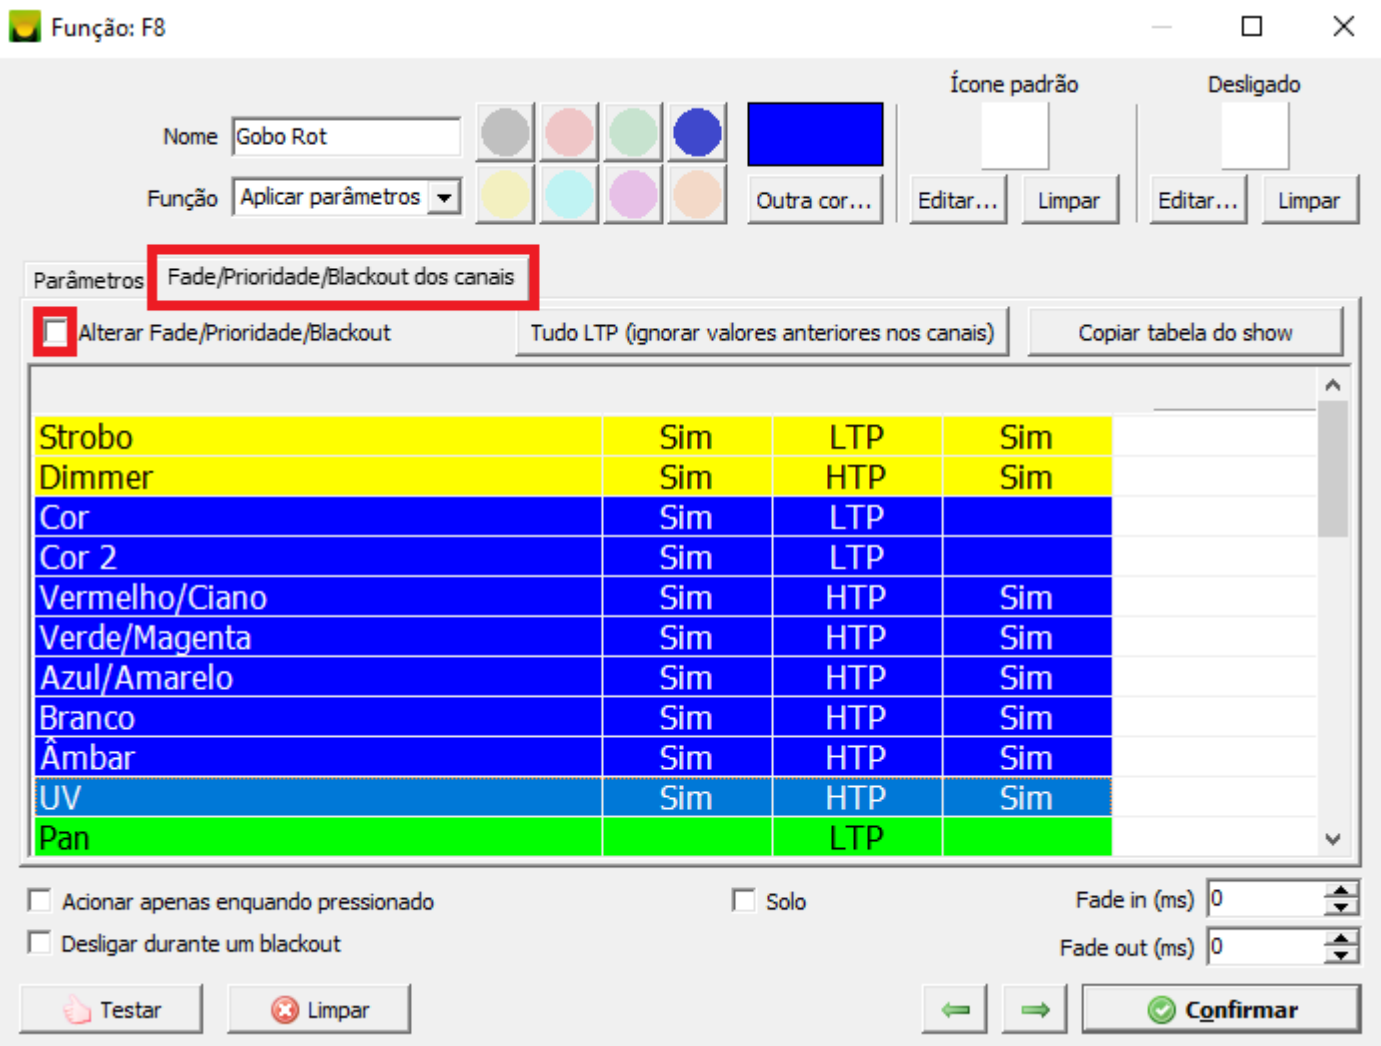 Função: F8
Ícone padrão
Desligado
Nome
Gobo Rot
Função
Aplicar parâmetros
Outra cor...
Editar...
Limpar
Editar...
Limpar
Parâmetros
Fade/Prioridade/Blackout dos canais
Alterar Fade/Prioridade/Blackout
Tudo LTP (ignorar valores anteriores nos canais)
Copiar tabela do show
Strobo Sim LTP Sim
Dimmer Sim HTP Sim
Cor Sim LTP
Cor 2 Sim LTP
Vermelho/Ciano Sim HTP Sim
Verde/Magenta Sim HTP Sim
Azul/Amarelo Sim HTP Sim
Branco Sim HTP Sim
Âmbar Sim HTP Sim
UV Sim HTP Sim
Pan LTP
Acionar apenas enquando pressionado
Solo
Fade in (ms) 0
Desligar durante um blackout
Fade out (ms) 0
Testar
Limpar
Confirmar